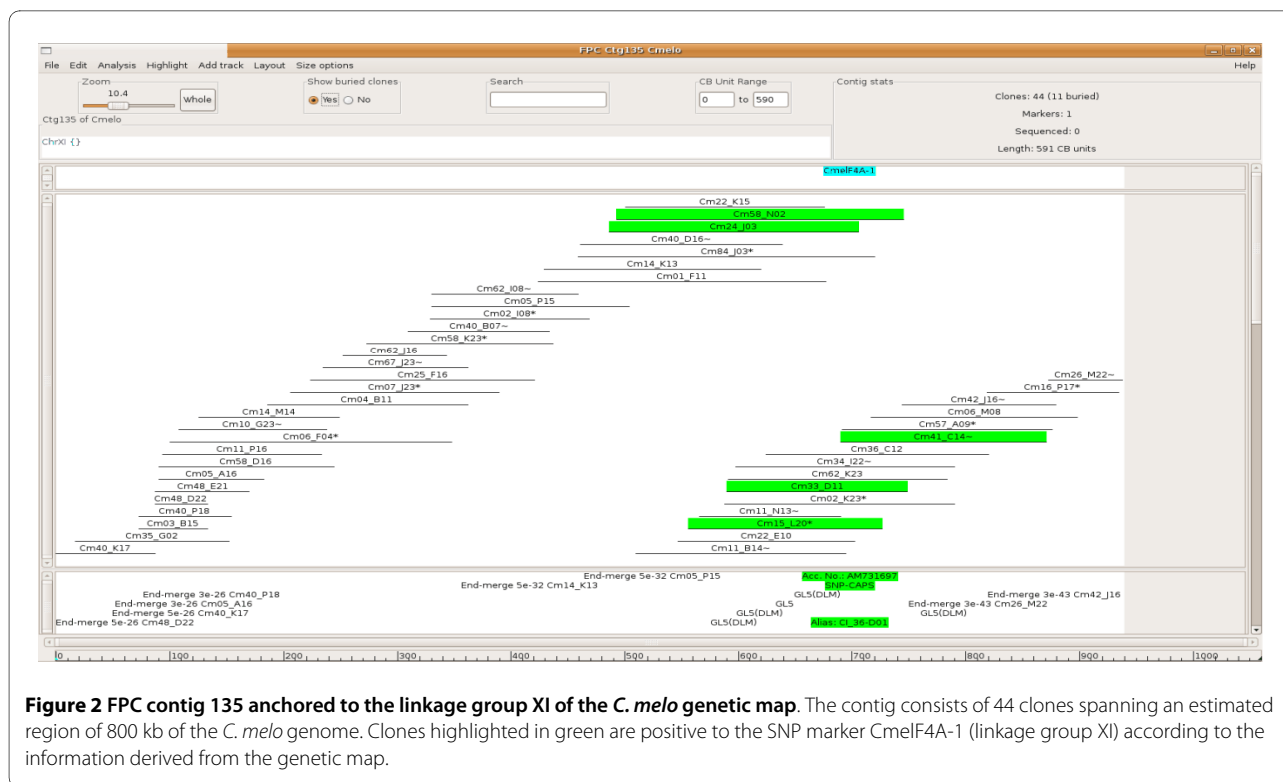 FPC Ctg135 Cmelo
File Edit Analysis Highlight Add track Layout Size options Help
Zoom Show buried clones Search CB Unit Range Contig stats
10.4 Whole Yes No 0 to 590
Clones: 44 (11 buried)
Markers: 1
Sequenced: 0
Length: 591 CB units
Ctg135 of Cmelo
ChrXI {}
CmelF4A-1
Cm22_K15
Cm58_N02
Cm24_J03
Cm40_D16~
Cm84_J03*
Cm14_K13
Cm01_F11
Cm62_I08~
Cm05_P15
Cm02_I08*
Cm40_B07~
Cm58_K23*
Cm62_J16
Cm67_J23~
Cm25_F16 Cm26_M22~
Cm07_J23* Cm16_P17*
Cm04_B11 Cm42_J16~
Cm14_M14 Cm06_M08
Cm10_G23~ Cm57_A09*
Cm06_F04* Cm41_C14~
Cm11_P16 Cm36_C12
Cm58_D16 Cm34_I22~
Cm05_A16 Cm62_K23
Cm48_E21 Cm33_D11
Cm48_D22 Cm02_K23*
Cm40_P18 Cm11_N13~
Cm03_B15 Cm15_L20*
Cm35_G02 Cm22_E10
Cm40_K17 Cm11_B14~
End-merge 5e-32 Cm05_P15 Acc. No.: AM731697
End-merge 5e-32 Cm14_K13 SNP-CAPS
End-merge 3e-26 Cm40_P18 GL5(DLM) End-merge 3e-43 Cm42_J16
End-merge 3e-26 Cm05_A16 GL5 End-merge 3e-43 Cm26_M22
End-merge 5e-26 Cm40_K17 GL5(DLM) GL5(DLM)
End-merge 5e-26 Cm48_D22 GL5(DLM) Alias: CI_36-D01
0 100 200 300 400 500 600 700 800 900 1000
Figure 2 FPC contig 135 anchored to the linkage group XI of the C. melo genetic map. The contig consists of 44 clones spanning an estimated
region of 800 kb of the C. melo genome. Clones highlighted in green are positive to the SNP marker CmelF4A-1 (linkage group XI) according to the
information derived from the genetic map.